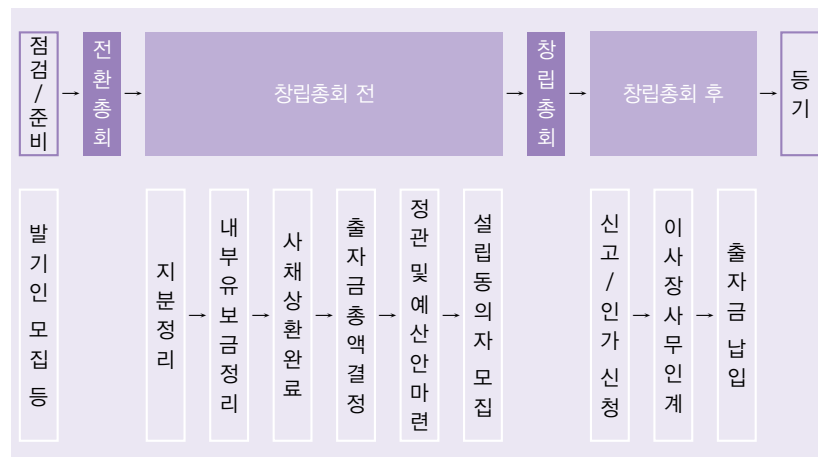 점검/준비
전환총회
창립총회 전
창립총회
창립총회 후
등기
발기인 모집 등
지분정리
내부유보금정리
사채상환완료
출자금총액결정
정관 및 예산안마련
설립동의자 모집
신고/인가 신청
이사장사무인계
출자금 납입